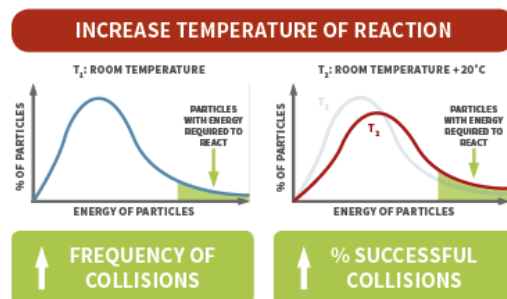 INCREASE TEMPERATURE OF REACTION
T₁: ROOM TEMPERATURE
% OF PARTICLES
PARTICLES
WITH ENERGY
REQUIRED TO
REACT
ENERGY OF PARTICLES
T₁: ROOM TEMPERATURE +20°C
% OF PARTICLES
T₁
T₂
PARTICLES
WITH ENERGY
REQUIRED TO
REACT
ENERGY OF PARTICLES
FREQUENCY OF
COLLISIONS
% SUCCESSFUL
COLLISIONS